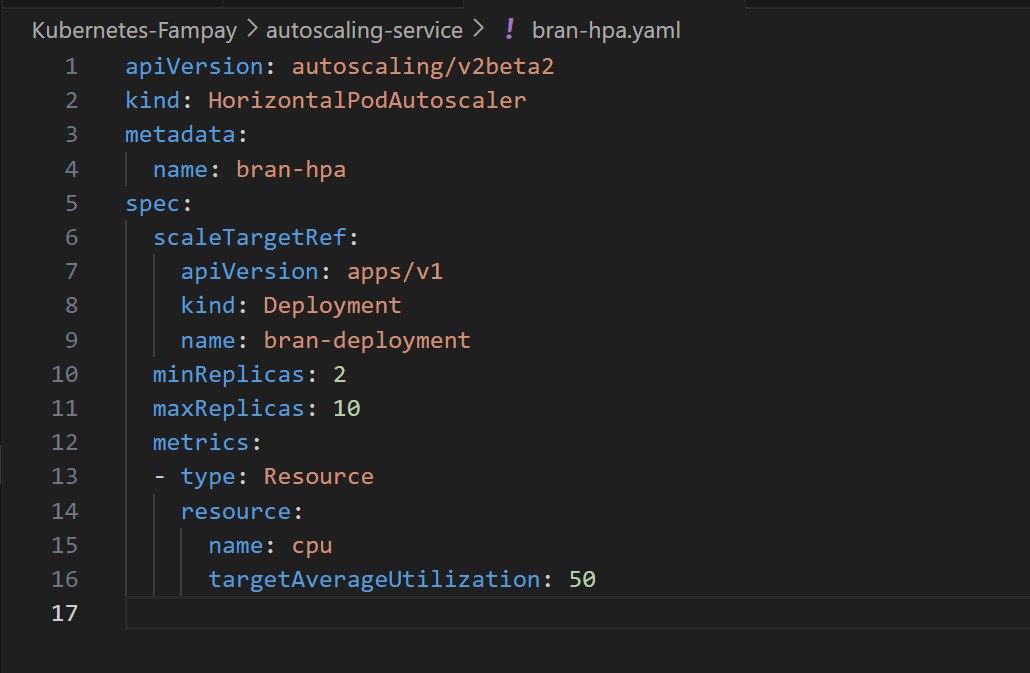 Kubernetes-Fampay > autoscaling-service > ! bran-hpa.yaml
1 apiVersion: autoscaling/v2beta2
2 kind: HorizontalPodAutoscaler
3 metadata:
4   name: bran-hpa
5 spec:
6   scaleTargetRef:
7     apiVersion: apps/v1
8     kind: Deployment
9     name: bran-deployment
10   minReplicas: 2
11   maxReplicas: 10
12   metrics:
13   - type: Resource
14     resource:
15       name: cpu
16       targetAverageUtilization: 50
17